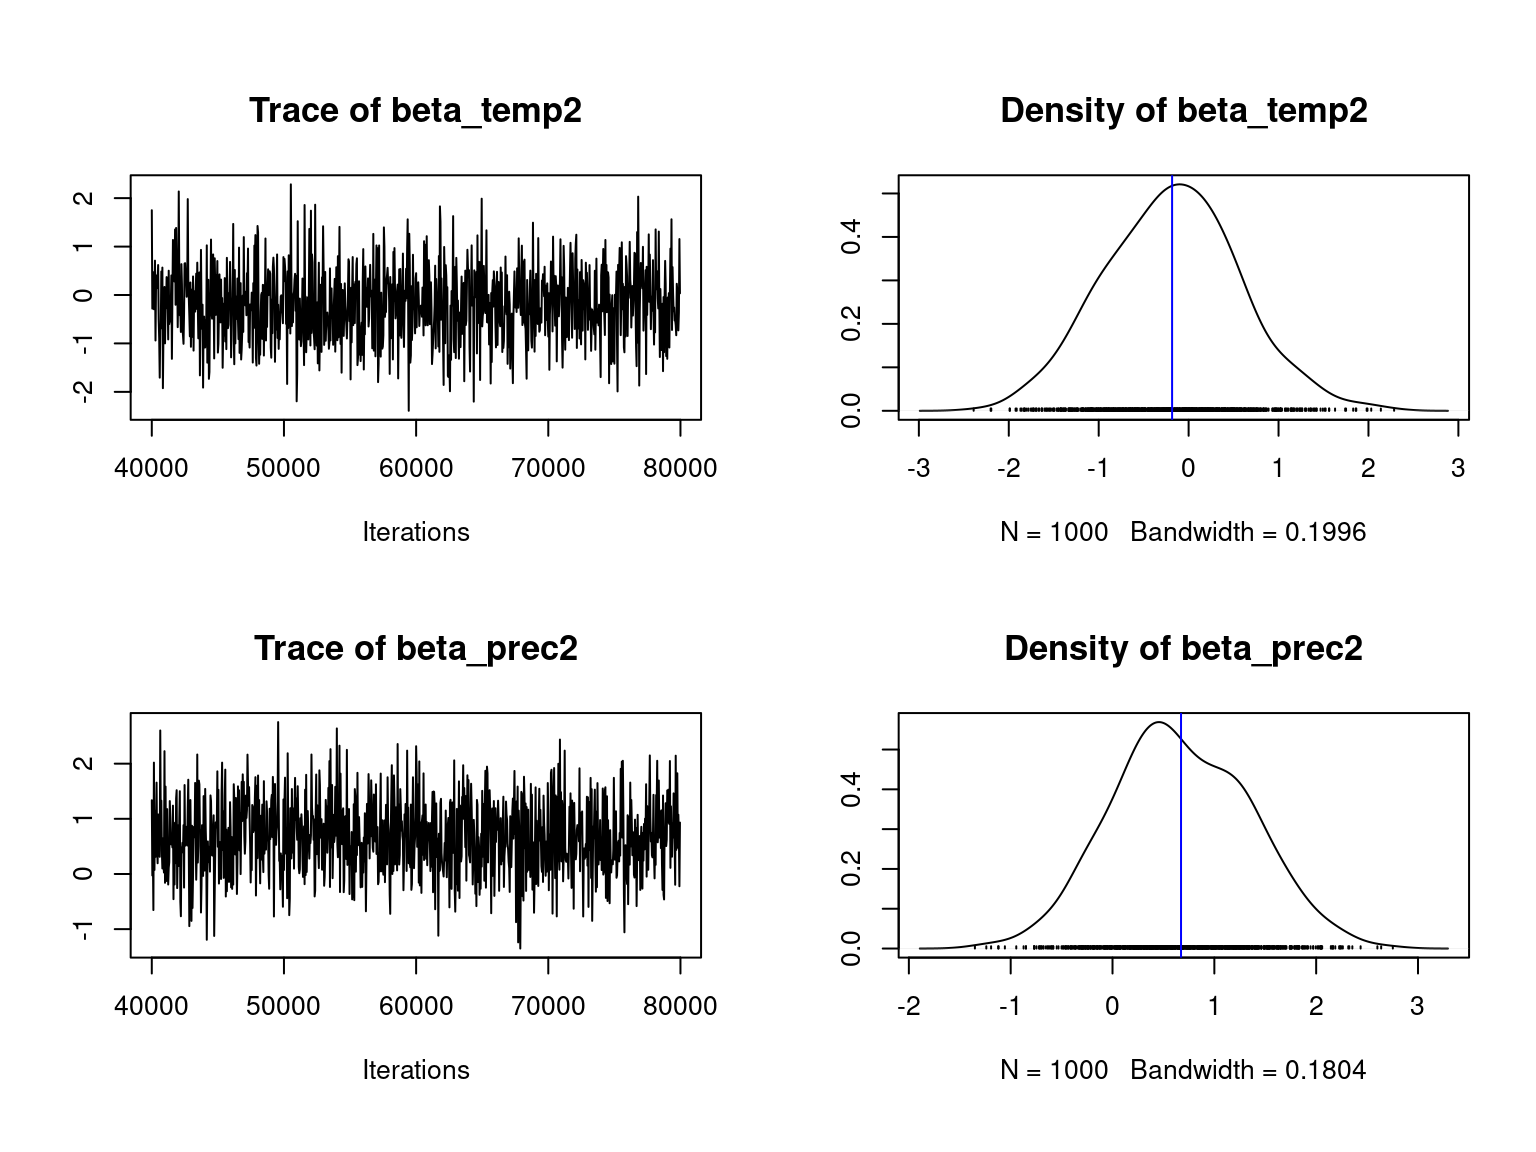 Trace of beta_temp2
2
1
0
-1
-2
40000 50000 60000 70000 80000
Iterations
Density of beta_temp2
0.4
0.2
0.0
-3 -2 -1 0 1 2 3
N = 1000 Bandwidth = 0.1996
Trace of beta_prec2
2
1
0
-1
40000 50000 60000 70000 80000
Iterations
Density of beta_prec2
0.4
0.2
0.0
-2 -1 0 1 2 3
N = 1000 Bandwidth = 0.1804